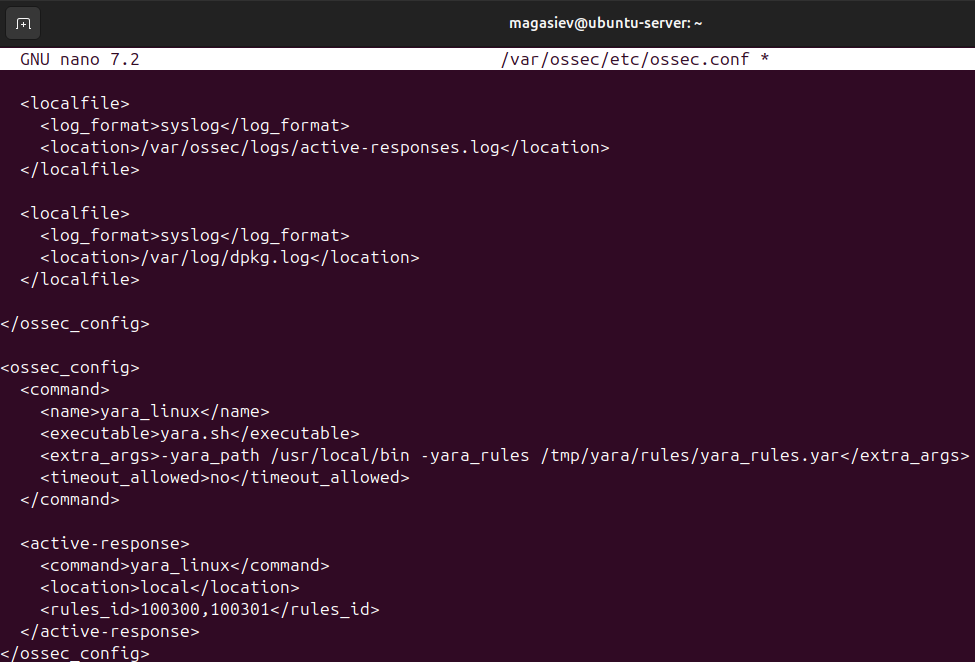 magasiev@ubuntu-server: ~
GNU nano 7.2 /var/ossec/etc/ossec.conf *
<localfile>
<log_format>syslog</log_format>
<location>/var/ossec/logs/active-responses.log</location>
</localfile>
<localfile>
<log_format>syslog</log_format>
<location>/var/log/dpkg.log</location>
</localfile>
</ossec_config>
<ossec_config>
<command>
<name>yara_linux</name>
<executable>yara.sh</executable>
<extra_args>-yara_path /usr/local/bin -yara_rules /tmp/yara/rules/yara_rules.yar</extra_args>
<timeout_allowed>no</timeout_allowed>
</command>
<active-response>
<command>yara_linux</command>
<location>local</location>
<rules_id>100300,100301</rules_id>
</active-response>
</ossec_config>